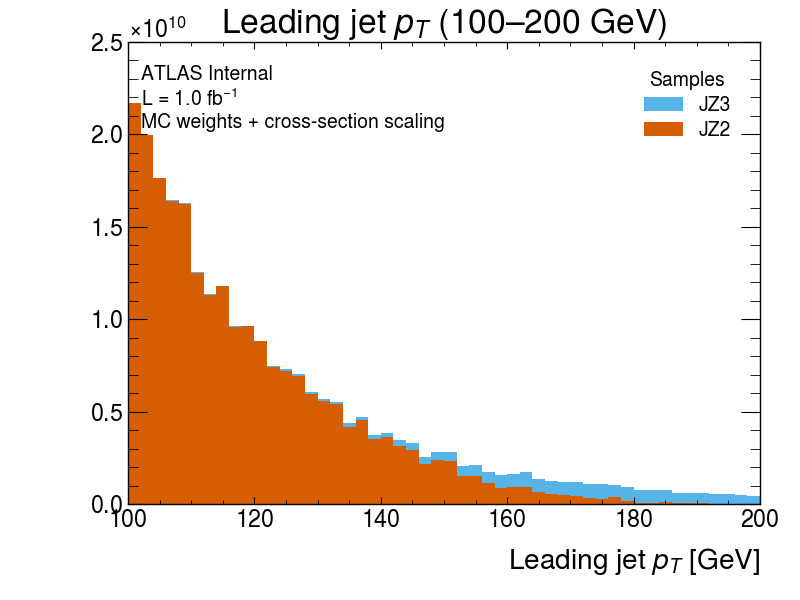 ×10¹⁰ Leading jet p_T (100–200 GeV)
2.5
ATLAS Internal
L = 1.0 fb⁻¹
MC weights + cross-section scaling
Samples
JZ3
JZ2
2.0
1.5
1.0
0.5
0.0
100 120 140 160 180 200
Leading jet p_T [GeV]